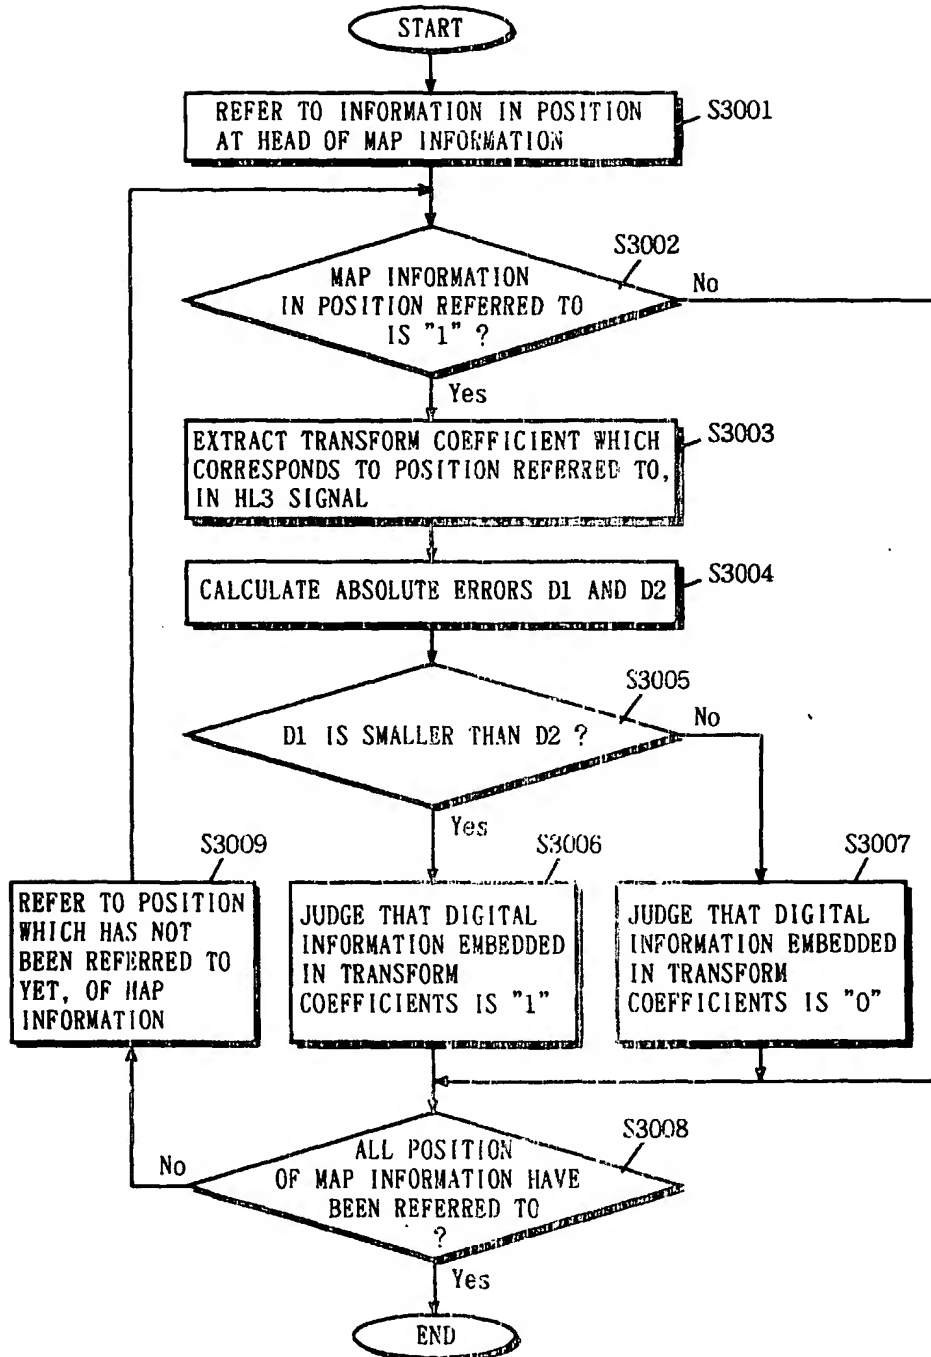 START
REFER TO INFORMATION IN POSITION
AT HEAD OF MAP INFORMATION
S3001
S3002
MAP INFORMATION
IN POSITION REFERRED TO
IS "1" ?
No
Yes
EXTRACT TRANSFORM COEFFICIENT WHICH
CORRESPONDS TO POSITION REFERRED TO,
IN HL3 SIGNAL
S3003
CALCULATE ABSOLUTE ERRORS D1 AND D2
S3004
S3005
D1 IS SMALLER THAN D2 ?
No
Yes
S3009
REFER TO POSITION
WHICH HAS NOT
BEEN REFERRED TO
YET, OF MAP
INFORMATION
S3006
JUDGE THAT DIGITAL
INFORMATION EMBEDDED
IN TRANSFORM
COEFFICIENTS IS "1"
S3007
JUDGE THAT DIGITAL
INFORMATION EMBEDDED
IN TRANSFORM
COEFFICIENTS IS "0"
S3008
ALL POSITION
OF MAP INFORMATION HAVE
BEEN REFERRED TO
?
No
Yes
END